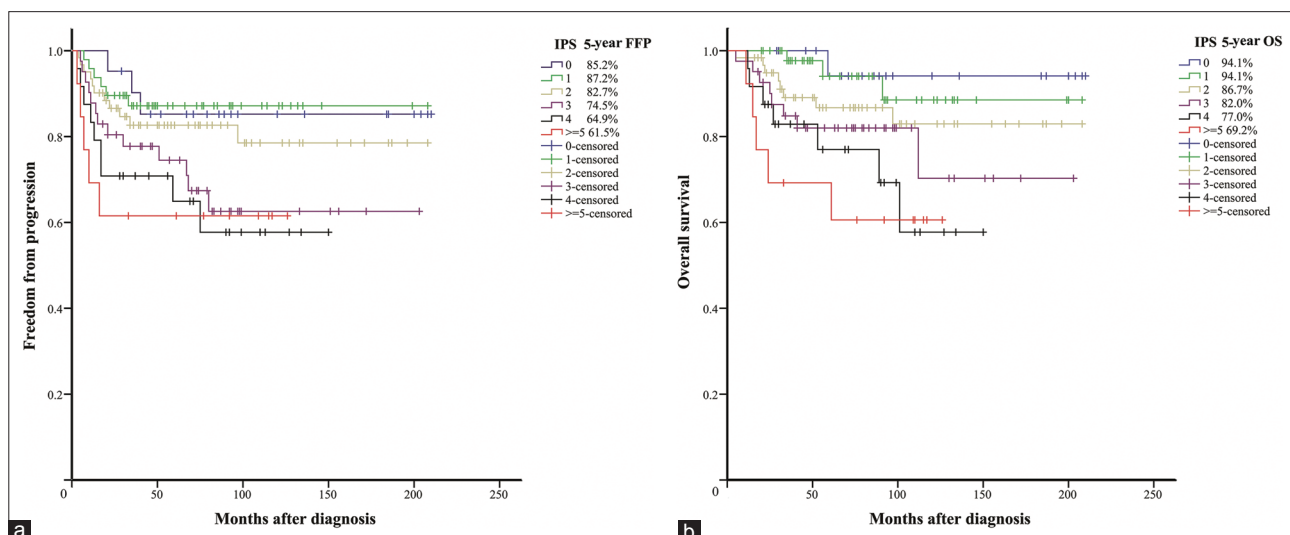 IPS 5-year FFP
0 85.2%
1 87.2%
2 82.7%
3 74.5%
4 64.9%
>=5 61.5%
0-censored
1-censored
2-censored
3-censored
4-censored
>=5-censored
1.0
0.8
0.6
0.4
0.2
0
50
100
150
200
250
Freedom from progression
Months after diagnosis
a
IPS 5-year OS
0 94.1%
1 94.1%
2 86.7%
3 82.0%
4 77.0%
>=5 69.2%
0-censored
1-censored
2-censored
3-censored
4-censored
>=5-censored
1.0
0.8
0.6
0.4
0.2
0
0
50
100
150
200
250
Overall survival
Months after diagnosis
b